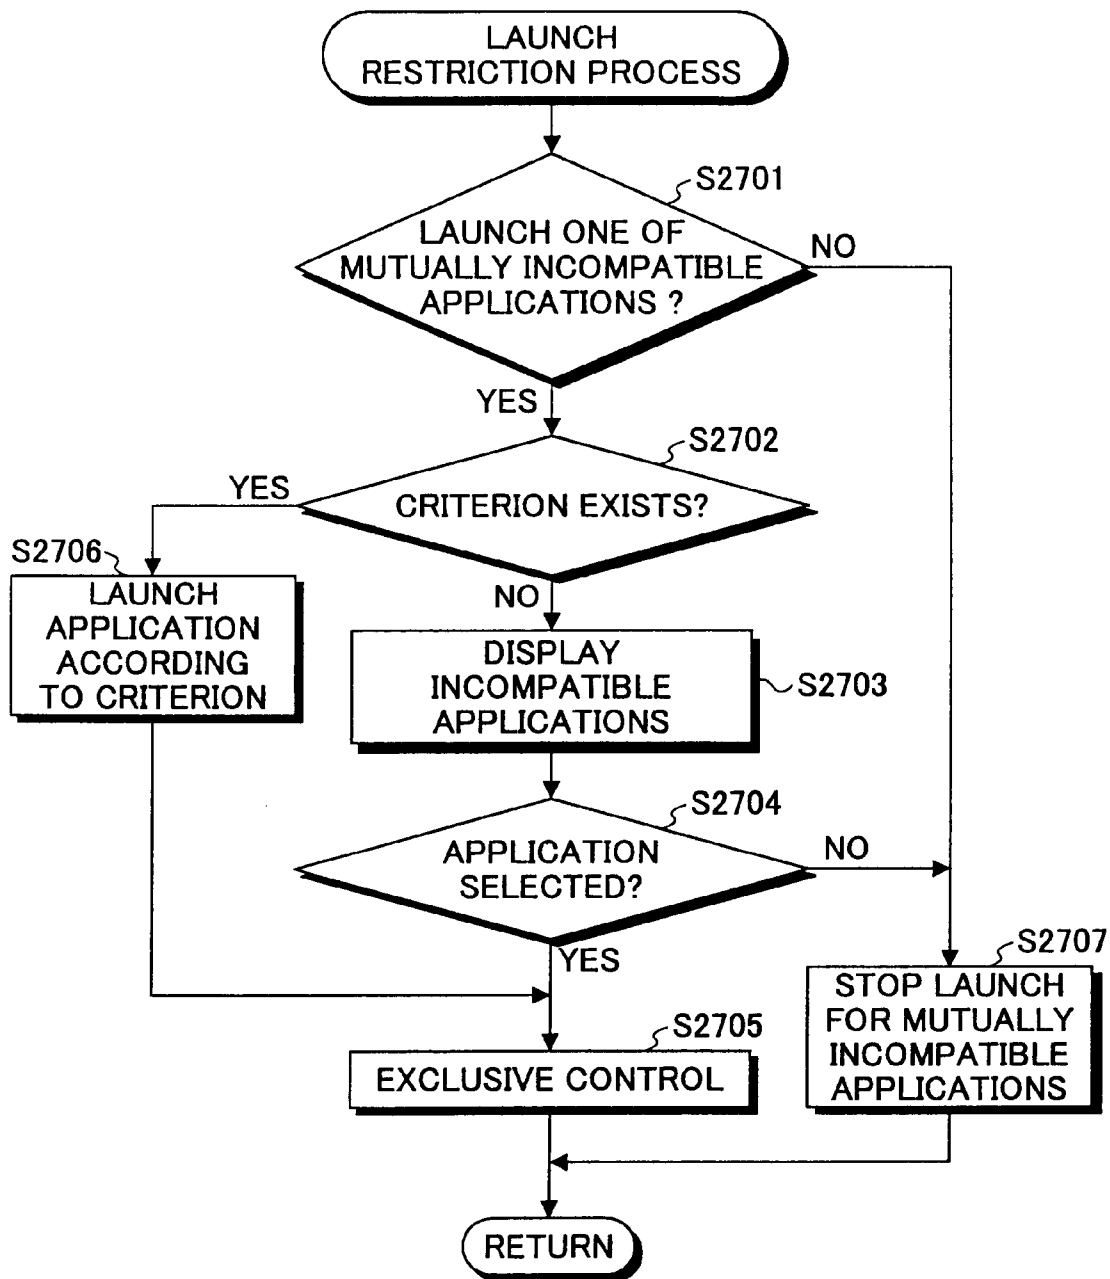 LAUNCH
RESTRICTION PROCESS
S2701
LAUNCH ONE OF
MUTUALLY INCOMPATIBLE
APPLICATIONS ?
NO
YES
S2702
YES
CRITERION EXISTS?
S2706
NO
LAUNCH
APPLICATION
ACCORDING
TO CRITERION
DISPLAY
INCOMPATIBLE
APPLICATIONS
S2703
S2704
APPLICATION
SELECTED?
NO
YES
S2707
STOP LAUNCH
FOR MUTUALLY
INCOMPATIBLE
APPLICATIONS
S2705
EXCLUSIVE CONTROL
RETURN